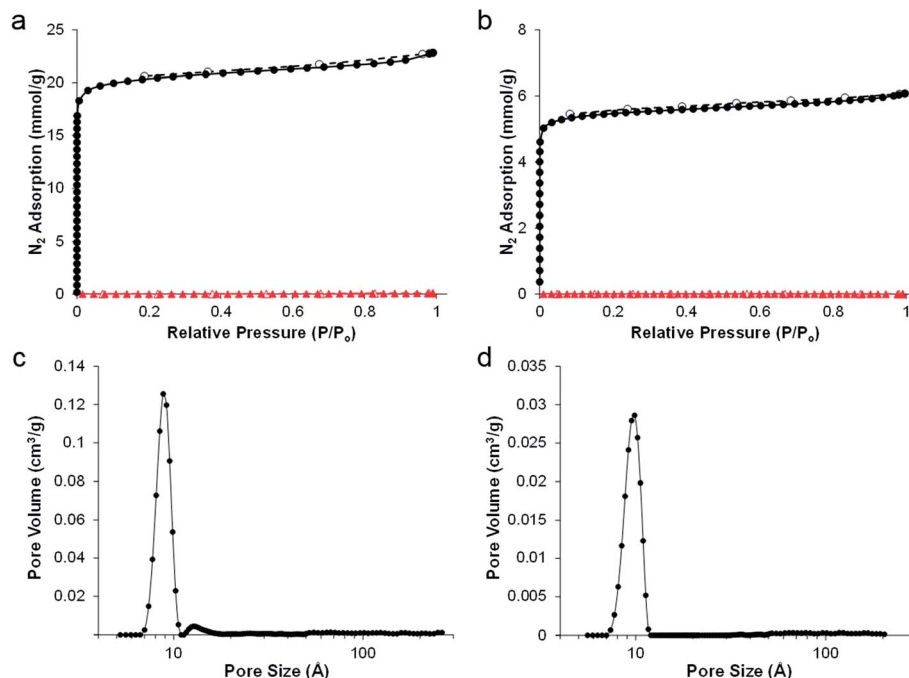 a
25
20
15
10
5
0
N₂ Adsorption (mmol/g)
0 0.2 0.4 0.6 0.8 1
Relative Pressure (P/Pₒ)
b
8
6
4
2
0
N₂ Adsorption (mmol/g)
0 0.2 0.4 0.6 0.8 1
Relative Pressure (P/Pₒ)
c
0.14
0.12
0.1
0.08
0.06
0.04
0.02
Pore Volume (cm³/g)
10 100
Pore Size (Å)
d
0.035
0.03
0.025
0.02
0.015
0.01
0.005
0
Pore Volume (cm³/g)
10 100
Pore Size (Å)